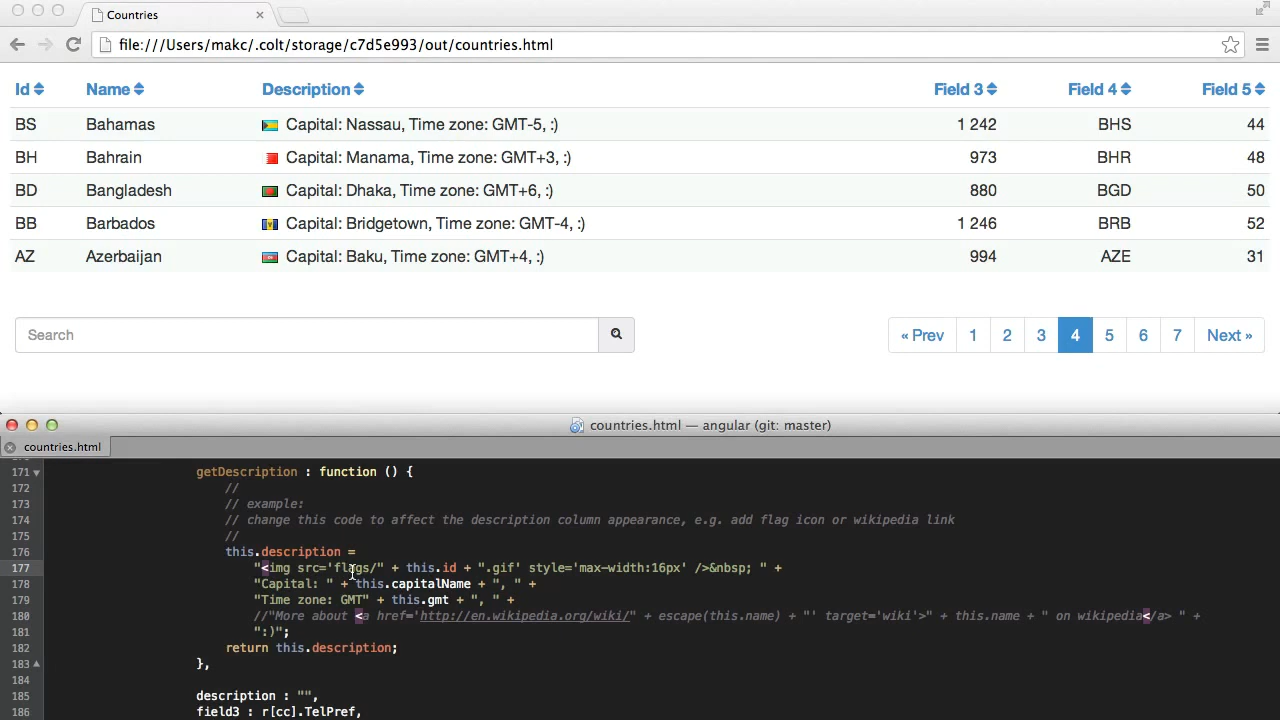 Countries
file:///Users/makc/.colt/storage/c7d5e993/out/countries.html
Id Name Description Field 3 Field 4 Field 5
BS Bahamas Capital: Nassau, Time zone: GMT-5, :) 1 242 BHS 44
BH Bahrain Capital: Manama, Time zone: GMT+3, :) 973 BHR 48
BD Bangladesh Capital: Dhaka, Time zone: GMT+6, :) 880 BGD 50
BB Barbados Capital: Bridgetown, Time zone: GMT-4, :) 1 246 BRB 52
AZ Azerbaijan Capital: Baku, Time zone: GMT+4, :) 994 AZE 31
Search « Prev 1 2 3 4 5 6 7 Next »
countries.html — angular (git: master)
countries.html
171 getDescription : function () {
172 //
173 // example:
174 // change this code to affect the description column appearance, e.g. add flag icon or wikipedia link
175 //
176 this.description =
177 "<img src='flags/" + this.id + ".gif' style='max-width:16px' />&nbsp; " +
178 "Capital: " + this.capitalName + ", " +
179 "Time zone: GMT" + this.gmt + ", " +
180 //"More about <a href='http://en.wikipedia.org/wiki/" + escape(this.name) + "' target='wiki'>" + this.name + " on wikipedia</a> " +
181 ":)";
182 return this.description;
183 },
184
185 description : "",
186 field3 : r[cc].TelPref,